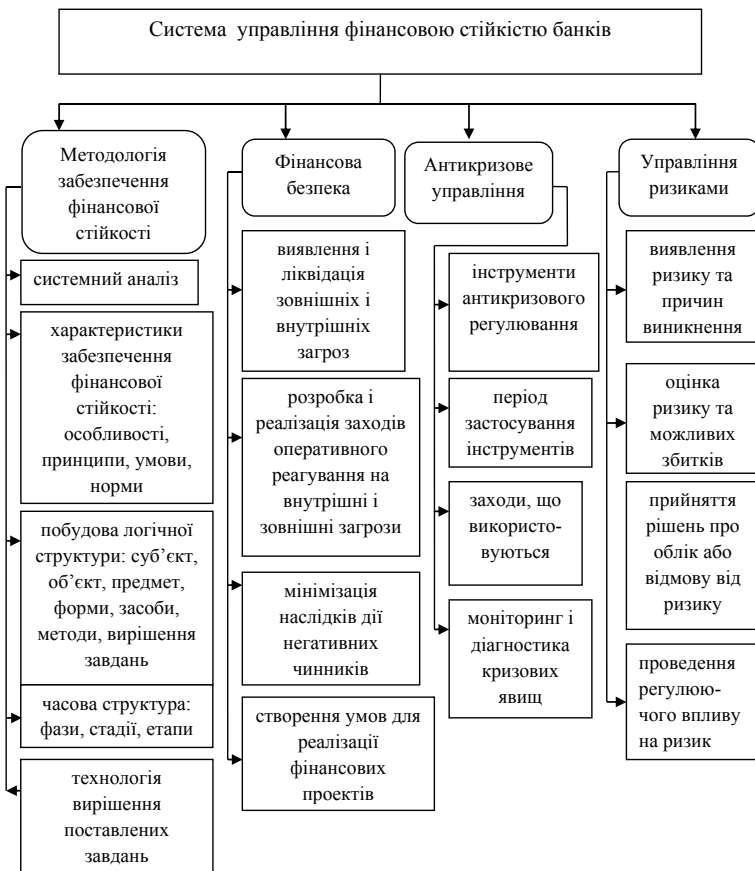 Система управління фінансовою стійкістю банків
Методологія
забезпечення
фінансової
стійкості
системний аналіз
характеристики
забезпечення
фінансової
стійкості:
особливості,
принципи, умови,
норми
побудова логічної
структури: суб’єкт,
об’єкт, предмет,
форми, засоби,
методи, вирішення
завдань
часова структура:
фази, стадії, етапи
технологія
вирішення
поставлених
завдань
Фінансова
безпека
виявлення і
ліквідація
зовнішніх і
внутрішніх
загроз
розробка і
реалізація заходів
оперативного
реагування на
внутрішні і
зовнішні загрози
мінімізація
наслідків дії
негативних
чинників
створення умов для
реалізації
фінансових
проектів
Антикризове
управління
інструменти
антикризового
регулювання
період
застосування
інструментів
заходи, що
використо-
вуються
моніторинг і
діагностика
кризових
явищ
Управління
ризиками
виявлення
ризику та
причин
виникнення
оцінка
ризику та
можливих
збитків
прийняття
рішень про
облік або
відмову від
ризику
проведення
регулюю-
чого впливу
на ризик